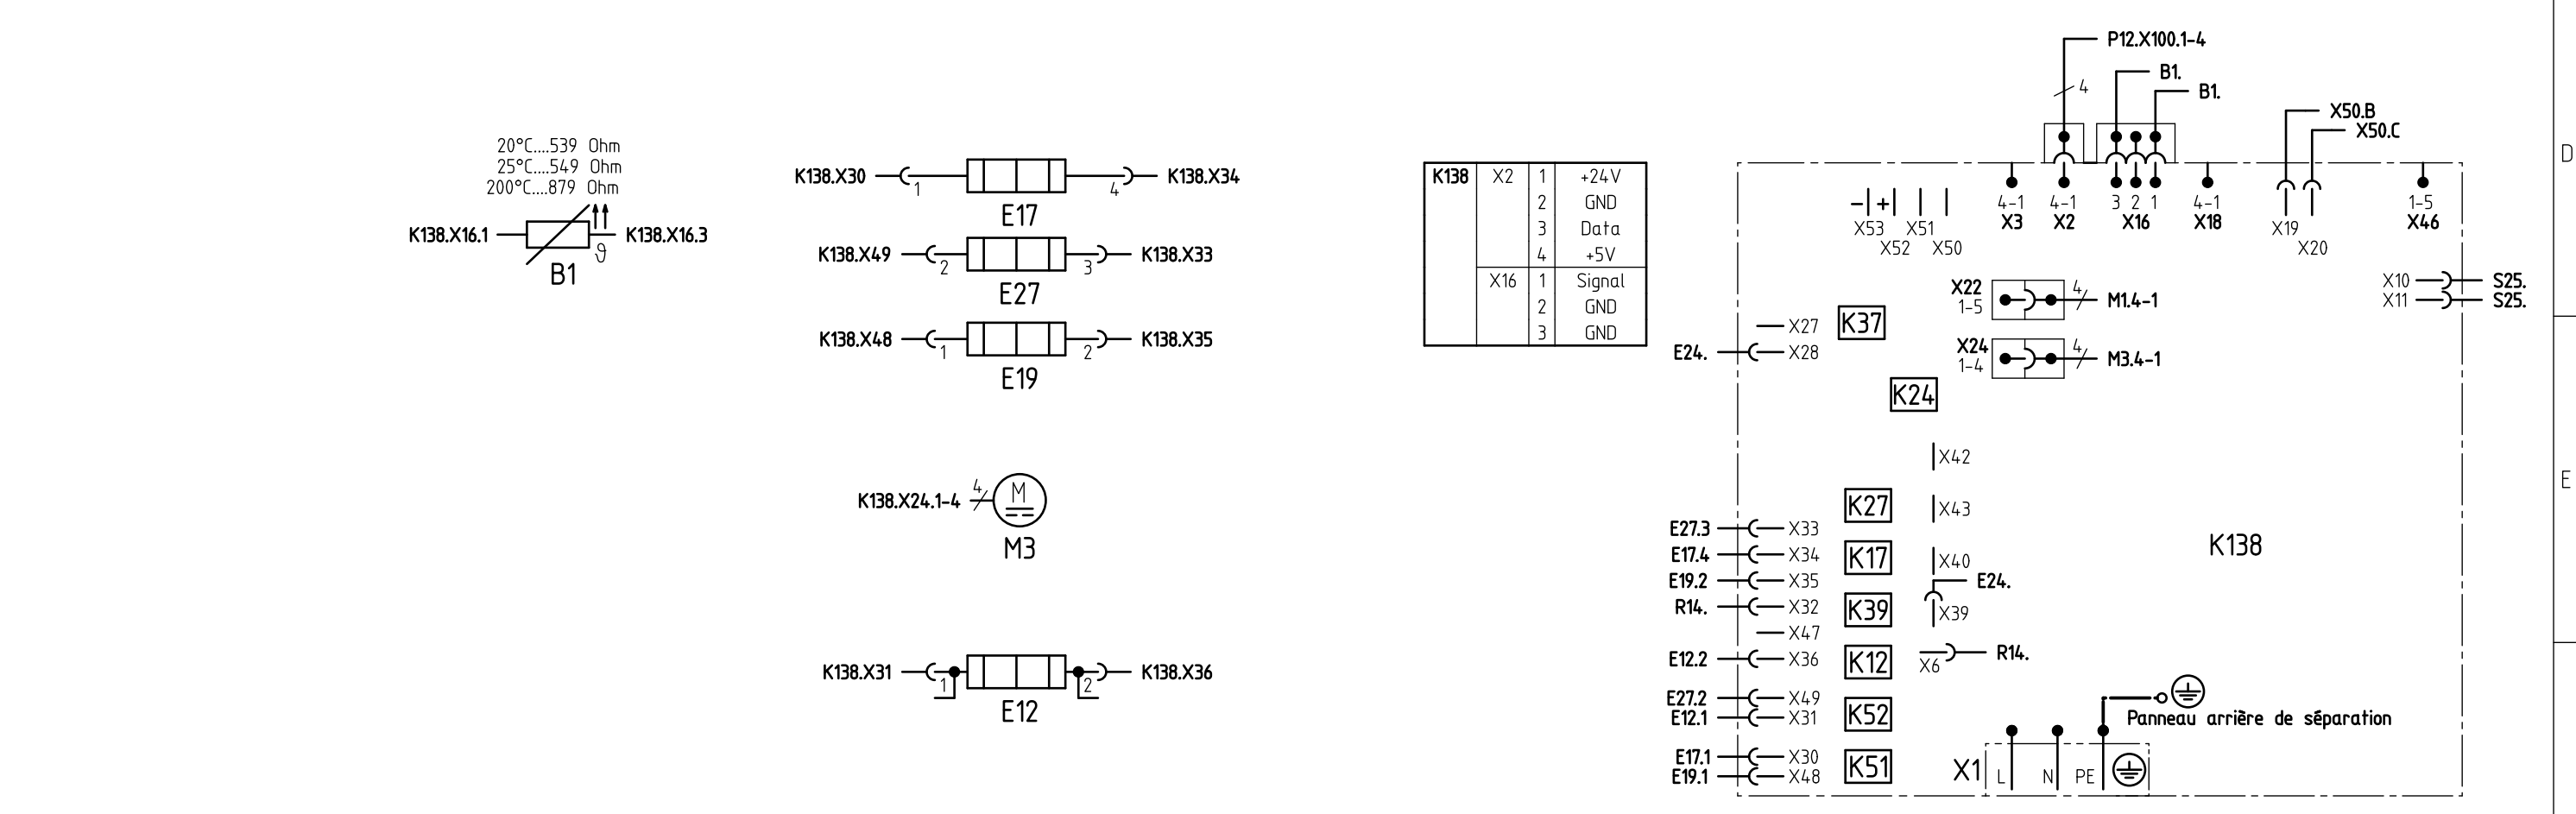 20°C....539 Ohm
25°C....549 Ohm
200°C....879 Ohm
K138.X16.1
K138.X16.3
ϑ
B1
K138.X30
1
4
K138.X34
E17
K138.X49
2
3
K138.X33
E27
K138.X48
1
2
K138.X35
E19
K138.X24.1-4
4
M
M3
K138.X31
1
2
K138.X36
E12
K138 X2 1 +24V
2 GND
3 Data
4 +5V
X16 1 Signal
2 GND
3 GND
P12.X100.1-4
4
B1.
B1.
X50.B
X50.C
- +
X53 X51
X52 X50
4-1 4-1 3 2 1 4-1
X3 X2 X16 X18
X19
X20
1-5
X46
X10 S25.
X11 S25.
X22
1-5
4
M1.4-1
X24
1-4
4
M3.4-1
X27
E24. X28
K37
K24
X42
K27
X43
E27.3 X33
E17.4 X34
K17
X40
E24.
E19.2 X35
R14. X32
K39
X39
X47
E12.2 X36
K12
X6
R14.
E27.2 X49
E12.1 X31
K52
E17.1 X30
E19.1 X48
K51
K138
Panneau arrière de séparation
X1 L N PE
D
E